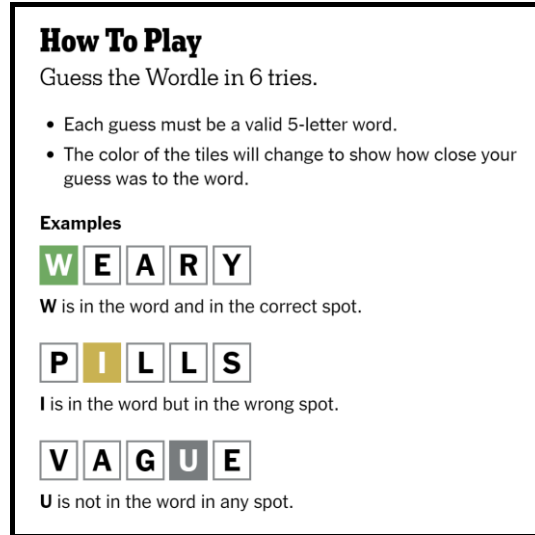 How To Play
Guess the Wordle in 6 tries.
• Each guess must be a valid 5-letter word.
• The color of the tiles will change to show how close your
guess was to the word.
Examples
W E A R Y
W is in the word and in the correct spot.
P I L L S
I is in the word but in the wrong spot.
V A G U E
U is not in the word in any spot.